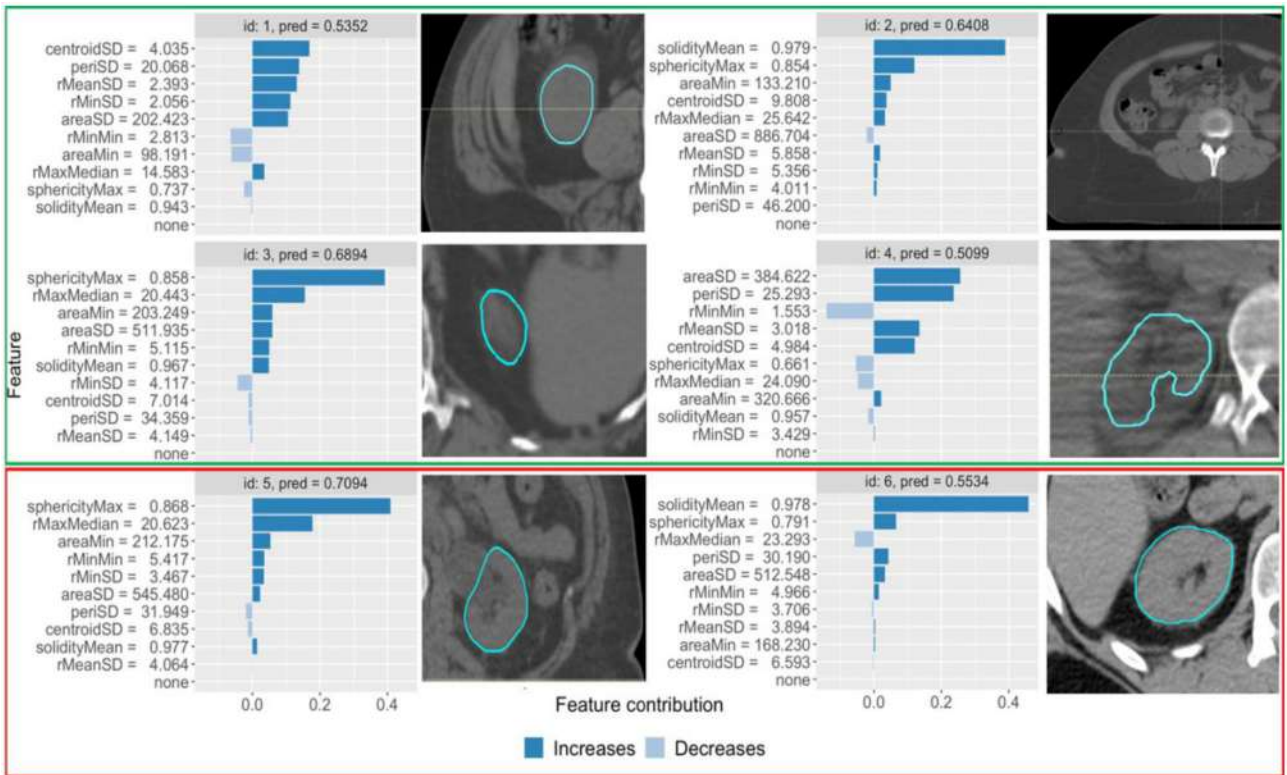 id: 1, pred = 0.5352
centroidSD = 4.035
periSD = 20.068
rMeanSD = 2.393
rMinSD = 2.056
areaSD = 202.423
rMinMin = 2.813
areaMin = 98.191
rMaxMedian = 14.583
sphericityMax = 0.737
solidityMean = 0.943
none
id: 2, pred = 0.6408
solidityMean = 0.979
sphericityMax = 0.854
areaMin = 133.210
centroidSD = 9.808
rMaxMedian = 25.642
areaSD = 886.704
rMeanSD = 5.858
rMinSD = 5.356
rMinMin = 4.011
periSD = 46.200
none
Feature
id: 3, pred = 0.6894
sphericityMax = 0.858
rMaxMedian = 20.443
areaMin = 203.249
areaSD = 511.935
rMinMin = 5.115
solidityMean = 0.967
rMinSD = 4.117
centroidSD = 7.014
periSD = 34.359
rMeanSD = 4.149
none
id: 4, pred = 0.5099
areaSD = 384.622
periSD = 25.293
rMinMin = 1.553
rMeanSD = 3.018
centroidSD = 4.984
sphericityMax = 0.661
rMaxMedian = 24.090
areaMin = 320.666
solidityMean = 0.957
rMinSD = 3.429
none
id: 5, pred = 0.7094
sphericityMax = 0.868
rMaxMedian = 20.623
areaMin = 212.175
rMinMin = 5.417
rMinSD = 3.467
areaSD = 545.480
periSD = 31.949
centroidSD = 6.835
solidityMean = 0.977
rMeanSD = 4.064
none
0.0 0.2 0.4
id: 6, pred = 0.5534
solidityMean = 0.978
sphericityMax = 0.791
rMaxMedian = 23.293
periSD = 30.190
areaSD = 512.548
rMinMin = 4.966
rMinSD = 3.706
rMeanSD = 3.894
areaMin = 168.230
centroidSD = 6.593
none
0.0 0.2 0.4
Feature contribution
Increases Decreases